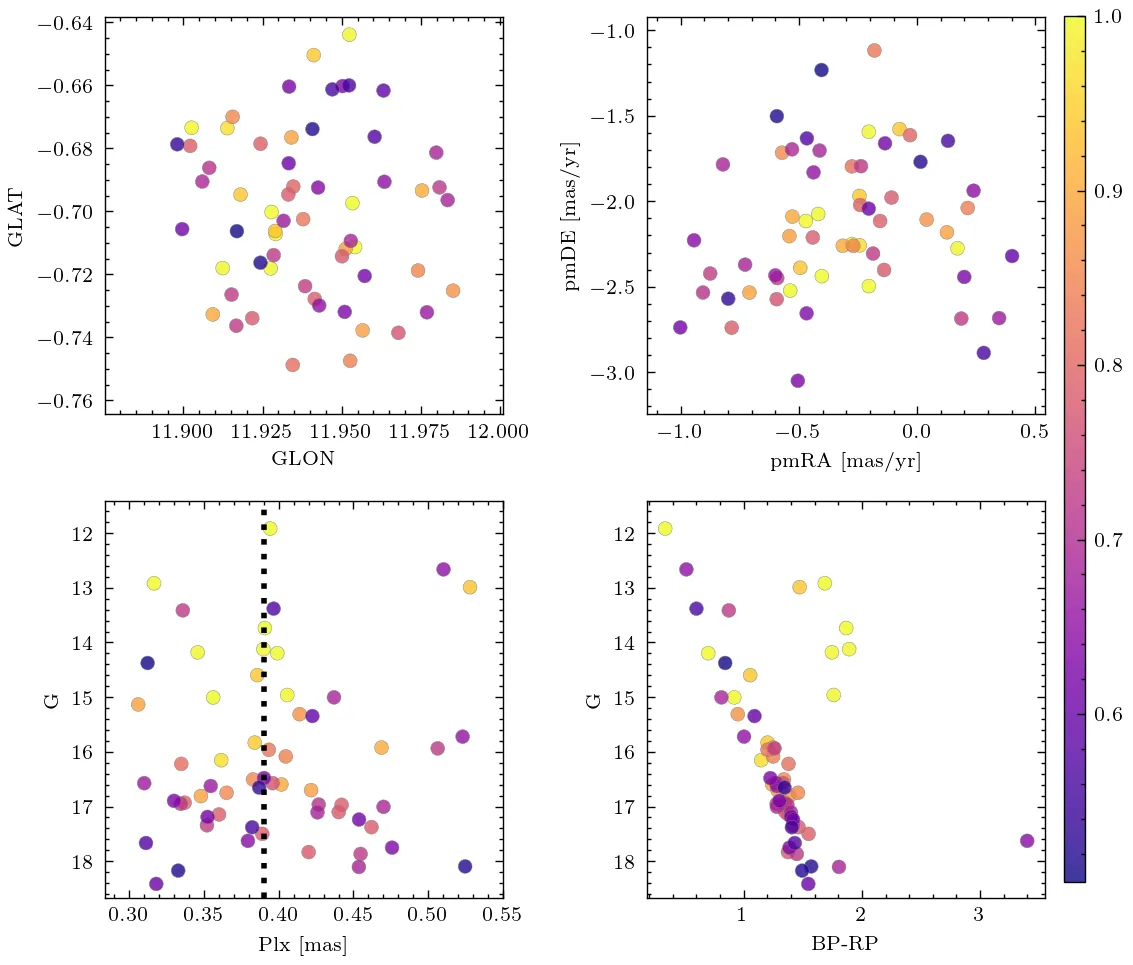 −0.64
−0.66
−0.68
−0.70
−0.72
−0.74
−0.76
GLAT
11.900 11.925 11.950 11.975 12.000
GLON
−1.0
−1.5
−2.0
−2.5
−3.0
pmDE [mas/yr]
−1.0 −0.5 0.0 0.5
pmRA [mas/yr]
1.0
0.9
0.8
0.7
0.6
12
13
14
15
16
17
18
G
0.30 0.35 0.40 0.45 0.50 0.55
Plx [mas]
12
13
14
15
16
17
18
G
1 2 3
BP-RP